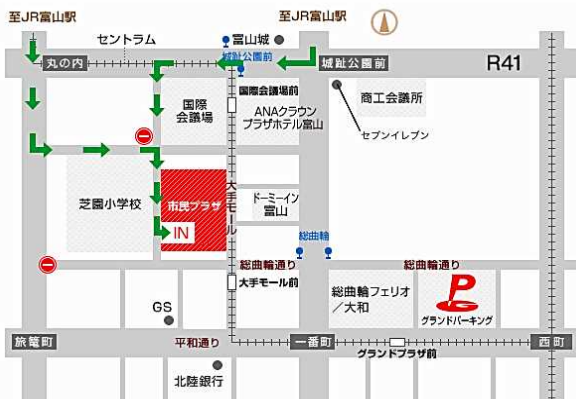 至JR富山駅
至JR富山駅
セントラム
富山城
城趾公園前
丸の内
城趾公園前
R41
国際会議場前
国際
会議場
ANAクラウン
プラザホテル富山
商工会議所
セブンイレブン
芝園小学校
市民プラザ
IN
大手モール
ドーミーイン
富山
総曲輪
総曲輪通り
総曲輪通り
大手モール前
総曲輪フェリオ
／大和
P
グランドパーキング
GS
旅篭町
平和通り
一番町
グランドプラザ前
西町
北陸銀行